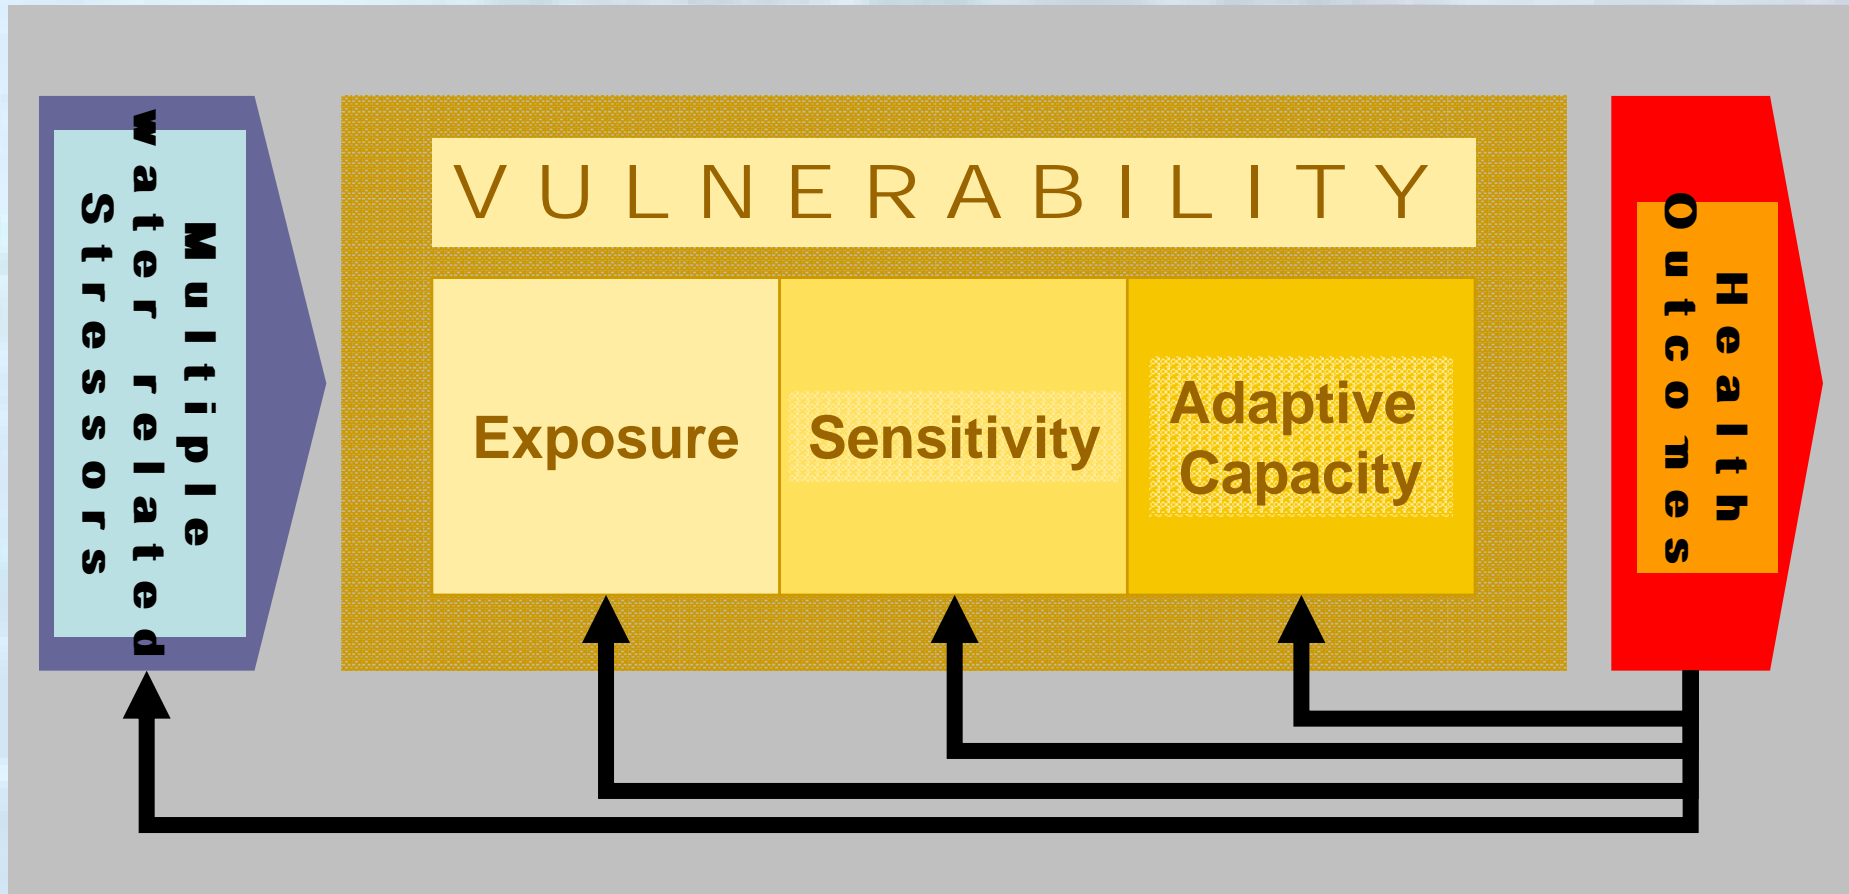 Multiple
water related
Stressors
VULNERABILITY
Exposure
Sensitivity
Adaptive
Capacity
Health
Outcomes